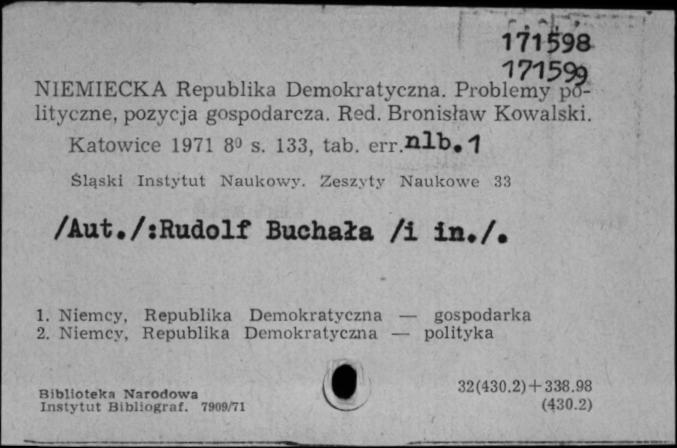 171598
171599
NIEMIECKA Republika Demokratyczna. Problemy po-
lityczne, pozycja gospodarcza. Red. Bronisław Kowalski.
Katowice 1971 8⁰ s. 133, tab. err. nlb. 1
Śląski Instytut Naukowy. Zeszyty Naukowe 33
/Aut./:Rudolf Buchała /i in./.
1. Niemcy, Republika Demokratyczna — gospodarka
2. Niemcy, Republika Demokratyczna — polityka
32(430.2)+338.98
(430.2)
Biblioteka Narodowa
Instytut Bibliograf. 7909/71